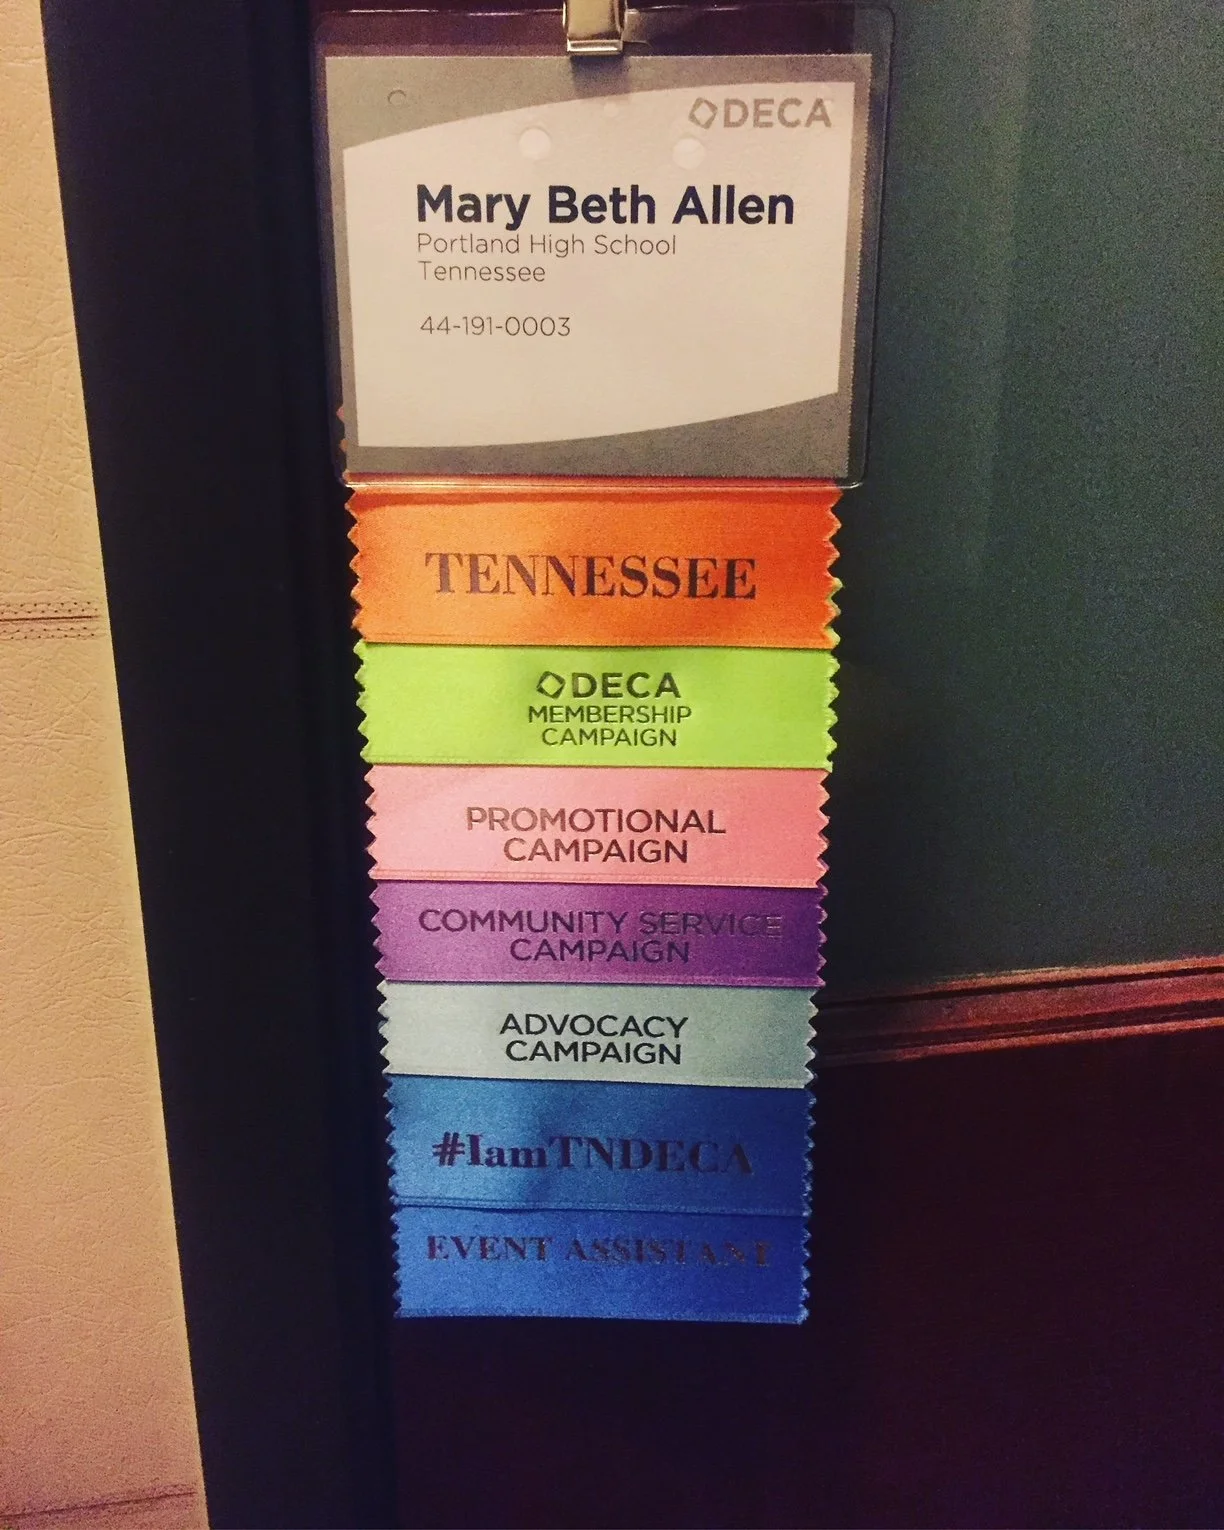 DECA
Mary Beth Allen
Portland High School
Tennessee
44-191-0003
TENNESSEE
DECA
MEMBERSHIP
CAMPAIGN
PROMOTIONAL
CAMPAIGN
COMMUNITY SERVICE
CAMPAIGN
ADVOCACY
CAMPAIGN
#IamTNDECA
EVENT ASSISTANT